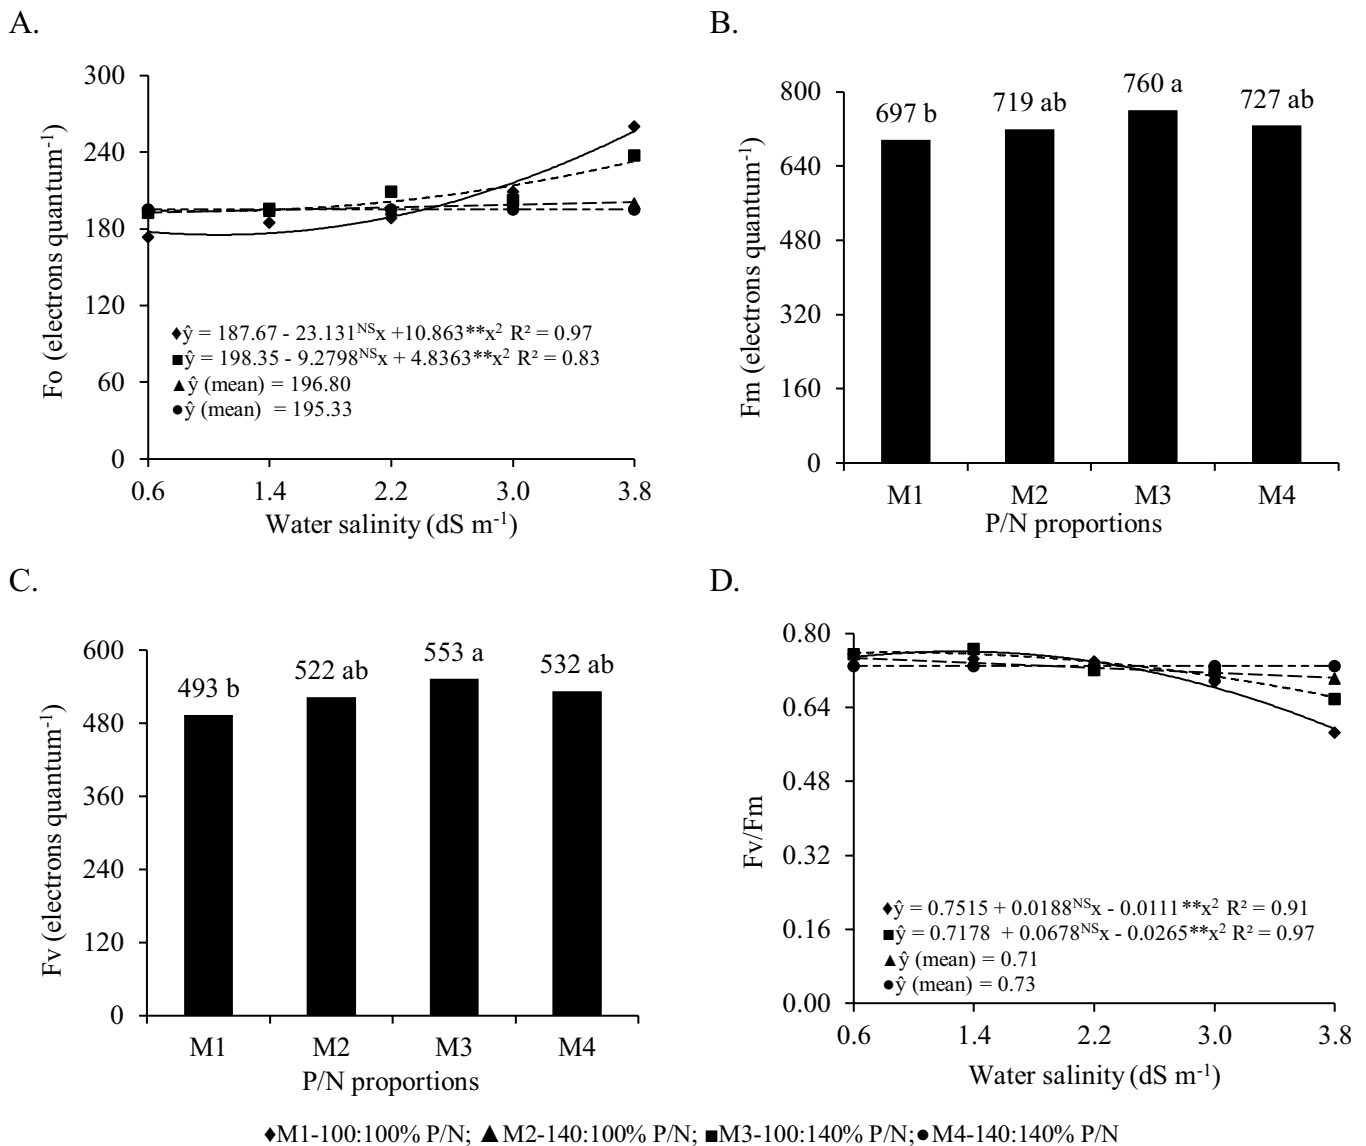 A.
300
240
180
120
60
0
Fo (electrons quantum⁻¹)
♦ŷ = 187.67 - 23.131ᴺˢx +10.863**x² R² = 0.97
■ŷ = 198.35 - 9.2798ᴺˢx + 4.8363**x² R² = 0.83
▲ŷ (mean) = 196.80
●ŷ (mean) = 195.33
0.6 1.4 2.2 3.0 3.8
Water salinity (dS m⁻¹)
B.
800
640
480
320
160
0
Fm (electrons quantum⁻¹)
697 b 719 ab 760 a 727 ab
M1 M2 M3 M4
P/N proportions
C.
600
480
360
240
120
0
Fv (electrons quantum⁻¹)
493 b 522 ab 553 a 532 ab
M1 M2 M3 M4
P/N proportions
D.
0.80
0.64
0.48
0.32
0.16
0.00
Fv/Fm
♦ŷ = 0.7515 + 0.0188ᴺˢx - 0.0111**x² R² = 0.91
■ŷ = 0.7178 + 0.0678ᴺˢx - 0.0265**x² R² = 0.97
▲ŷ (mean) = 0.71
●ŷ (mean) = 0.73
0.6 1.4 2.2 3.0 3.8
Water salinity (dS m⁻¹)
♦M1-100:100% P/N; ▲M2-140:100% P/N; ■M3-100:140% P/N; ●M4-140:140% P/N